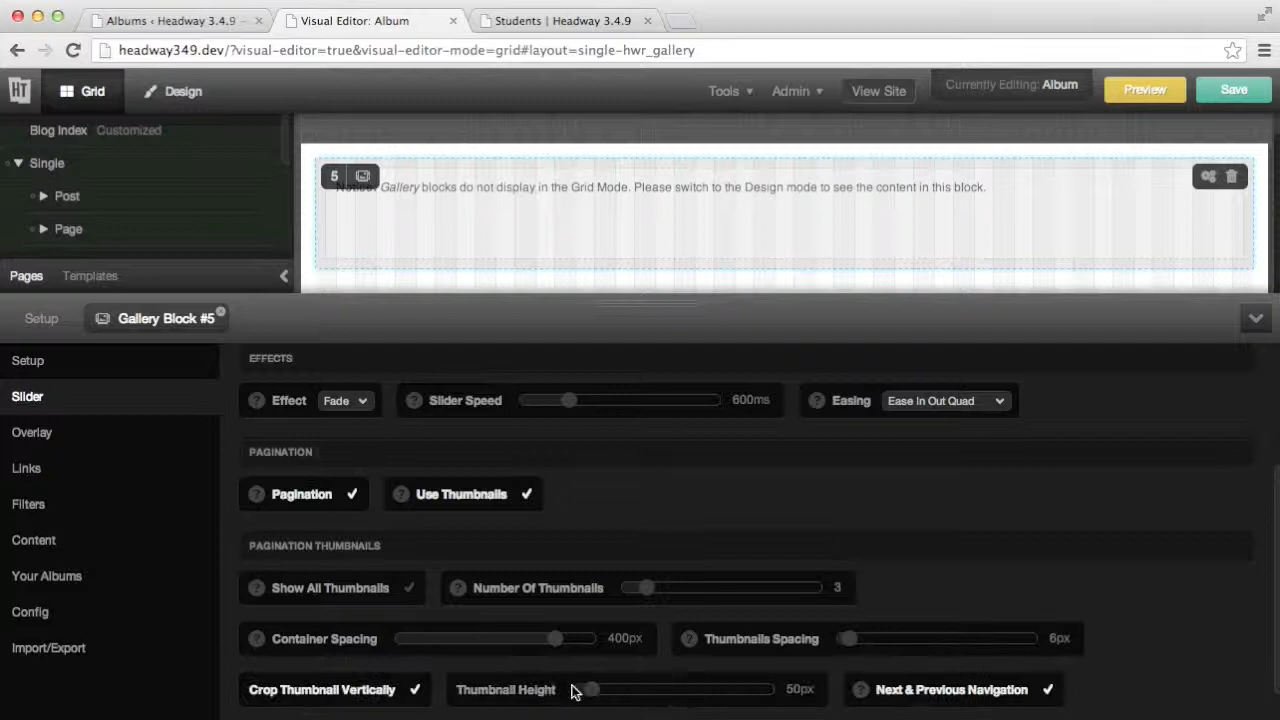 Albums ‹ Headway 3.4.9
Visual Editor: Album
Students | Headway 3.4.9
headway349.dev/?visual-editor=true&visual-editor-mode=grid#layout=single-hwr_gallery
HT Grid Design Tools Admin View Site Currently Editing: Album Preview Save
Blog Index Customized
Single
Post
Page
Pages Templates
5
Notice: Gallery blocks do not display in the Grid Mode. Please switch to the Design mode to see the content in this block.
Setup Gallery Block #5
Setup
Slider
Overlay
Links
Filters
Content
Your Albums
Config
Import/Export
EFFECTS
? Effect Fade ? Slider Speed 600ms ? Easing Ease In Out Quad
PAGINATION
? Pagination ✓ ? Use Thumbnails ✓
PAGINATION THUMBNAILS
? Show All Thumbnails ✓ ? Number Of Thumbnails 3
? Container Spacing 400px ? Thumbnails Spacing 6px
Crop Thumbnail Vertically ✓ Thumbnail Height 50px ? Next & Previous Navigation ✓